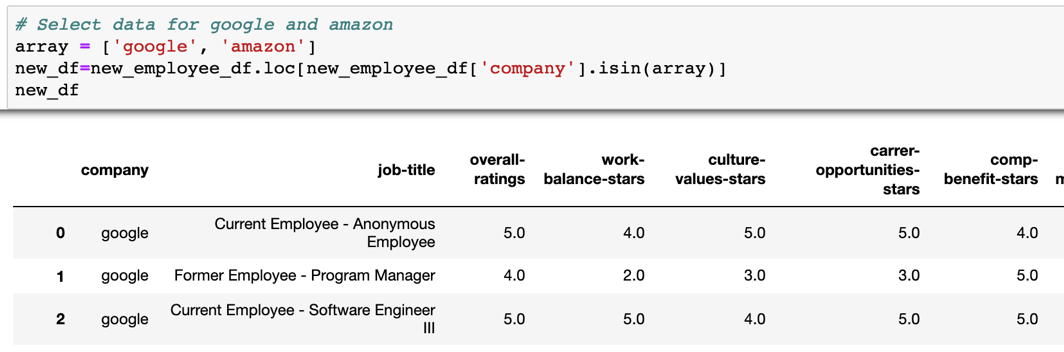 # Select data for google and amazon
array = ['google', 'amazon']
new_df=new_employee_df.loc[new_employee_df['company'].isin(array)]
new_df
company job-title overall-ratings work-balance-stars culture-values-stars carrer-opportunities-stars comp-benefit-stars
0 google Current Employee - Anonymous Employee 5.0 4.0 5.0 5.0 4.0
1 google Former Employee - Program Manager 4.0 2.0 3.0 3.0 5.0
2 google Current Employee - Software Engineer III 5.0 5.0 4.0 5.0 5.0